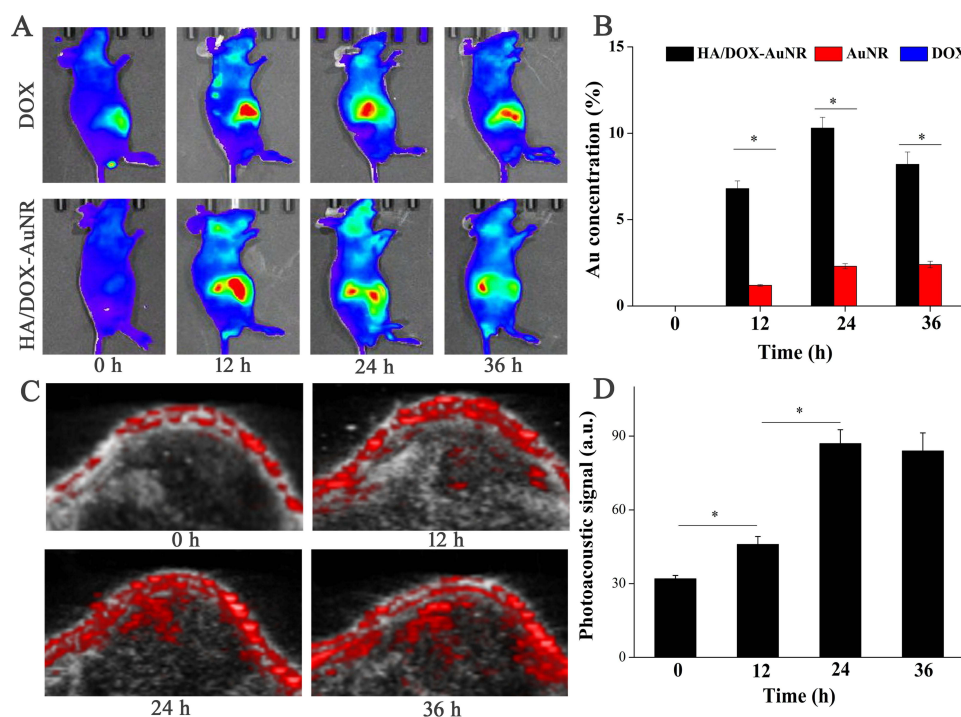 A
DOX
HA/DOX-AuNR
0 h
12 h
24 h
36 h
B
HA/DOX-AuNR
AuNR
DOX
Au concentration (%)
15
10
5
0
*
*
*
0
12
24
36
Time (h)
C
0 h
12 h
24 h
36 h
D
Photoacoustic signal (a.u.)
90
60
30
0
*
*
0
12
24
36
Time (h)